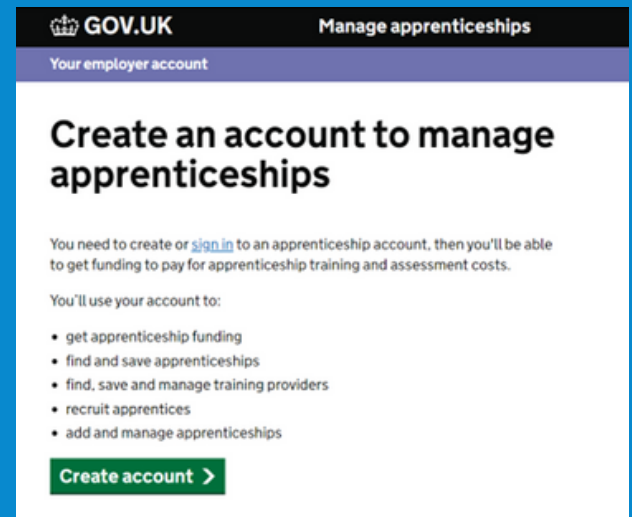 GOV.UK Manage apprenticeships
Your employer account
Create an account to manage
apprenticeships
You need to create or sign in to an apprenticeship account, then you'll be able
to get funding to pay for apprenticeship training and assessment costs.
You'll use your account to:
• get apprenticeship funding
• find and save apprenticeships
• find, save and manage training providers
• recruit apprentices
• add and manage apprenticeships
Create account >